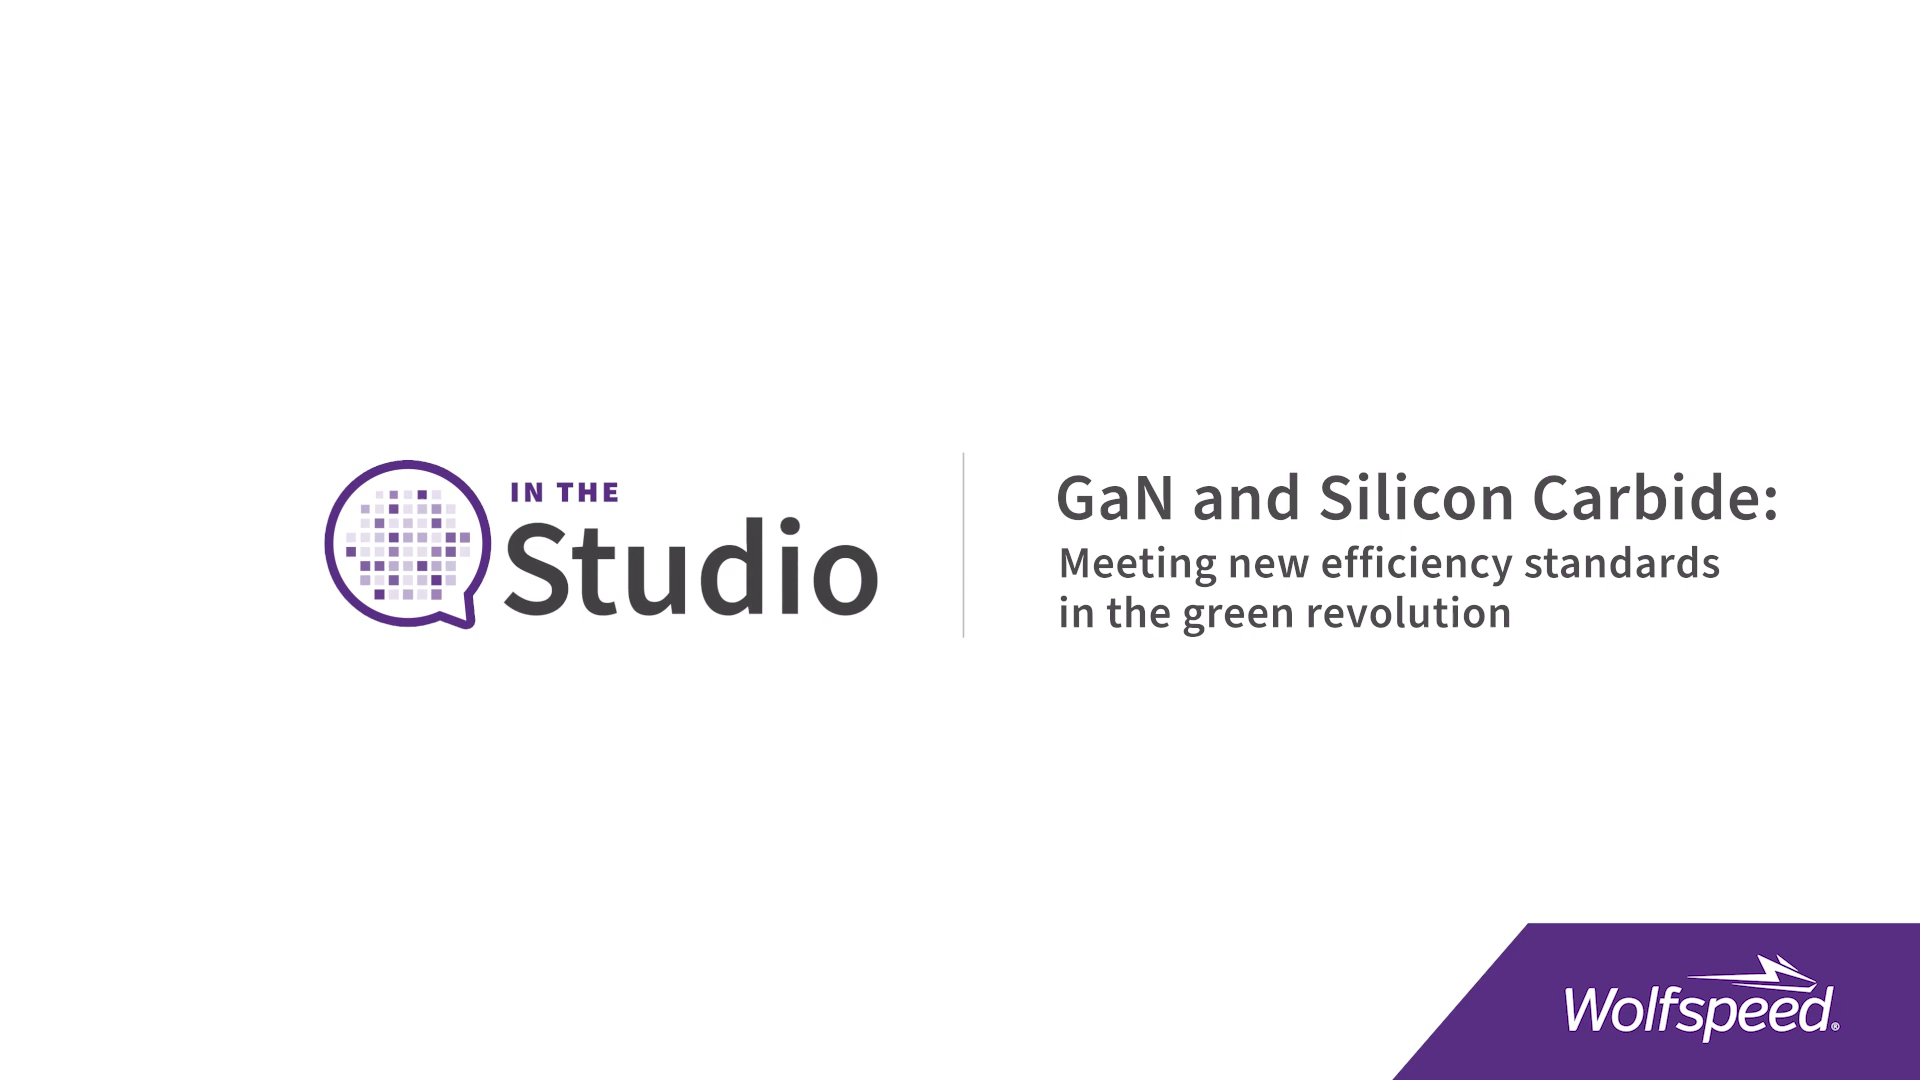 IN THE
Studio
GaN and Silicon Carbide:
Meeting new efficiency standards
in the green revolution
Wolfspeed®